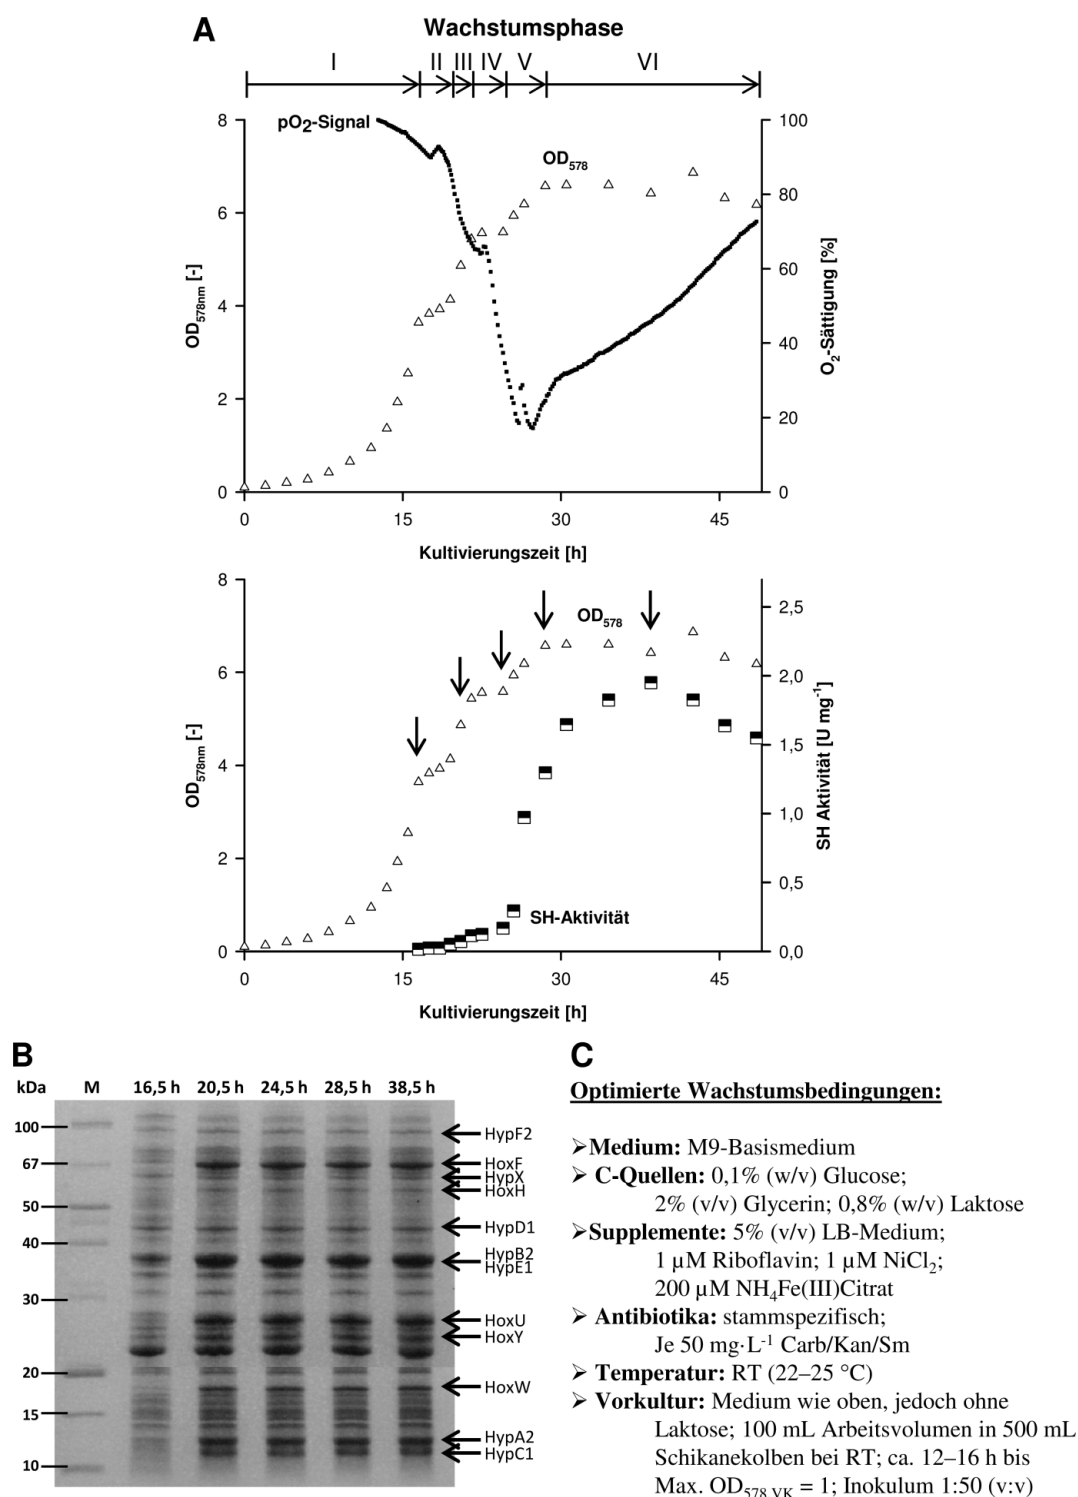 A
Wachstumsphase
I II III IV V VI
pO2-Signal
OD578
8
6
4
2
0
100
80
60
40
20
0
OD578nm [-]
O2-Sättigung [%]
0 15 30 45
Kultivierungszeit [h]
8
6
4
2
0
2,5
2,0
1,5
1,0
0,5
0,0
OD578
SH-Aktivität
OD578nm [-]
SH Aktivität [U mg-1]
0 15 30 45
Kultivierungszeit [h]
B
kDa M 16,5 h 20,5 h 24,5 h 28,5 h 38,5 h
100
67
50
40
30
20
15
10
HypF2
HoxF
HypX
HoxH
HypD1
HypB2
HypE1
HoxU
HoxY
HoxW
HypA2
HypC1
C
Optimierte Wachstumsbedingungen:
➢Medium: M9-Basismedium
➢ C-Quellen: 0,1% (w/v) Glucose;
2% (v/v) Glycerin; 0,8% (w/v) Laktose
➢Supplemente: 5% (v/v) LB-Medium;
1 µM Riboflavin; 1 µM NiCl2;
200 µM NH4Fe(III)Citrat
➢ Antibiotika: stammspezifisch;
Je 50 mg·L-1 Carb/Kan/Sm
➢ Temperatur: RT (22–25 °C)
➢ Vorkultur: Medium wie oben, jedoch ohne
Laktose; 100 mL Arbeitsvolumen in 500 mL
Schikanekolben bei RT; ca. 12–16 h bis
Max. OD578 VK = 1; Inokulum 1:50 (v:v)